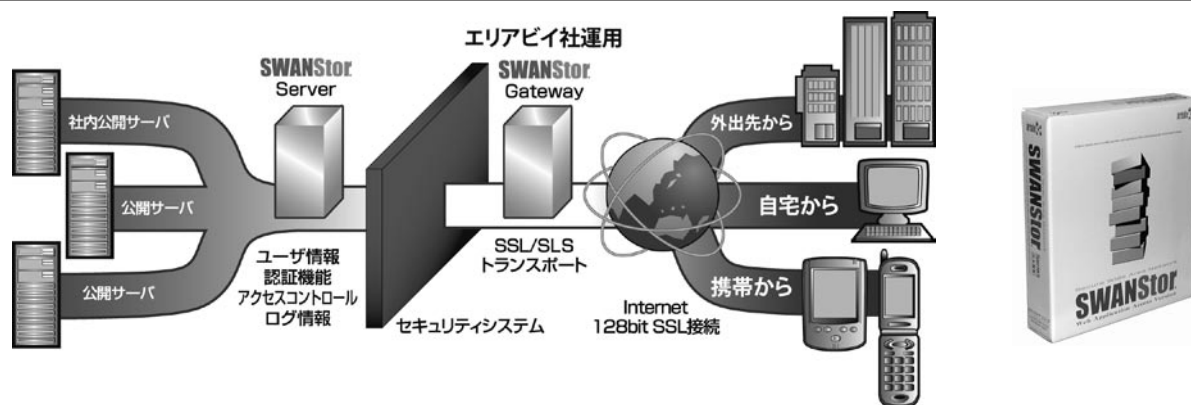 エリアビイ社運用
SWANStor
Server
SWANStor
Gateway
社内公開サーバ
公開サーバ
公開サーバ
ユーザ情報
認証機能
アクセスコントロール
ログ情報
セキュリティシステム
SSL/SLS
トランスポート
Internet
128bit SSL接続
外出先から
自宅から
携帯から
SWANStor
SWANStor
Web Application Access Version